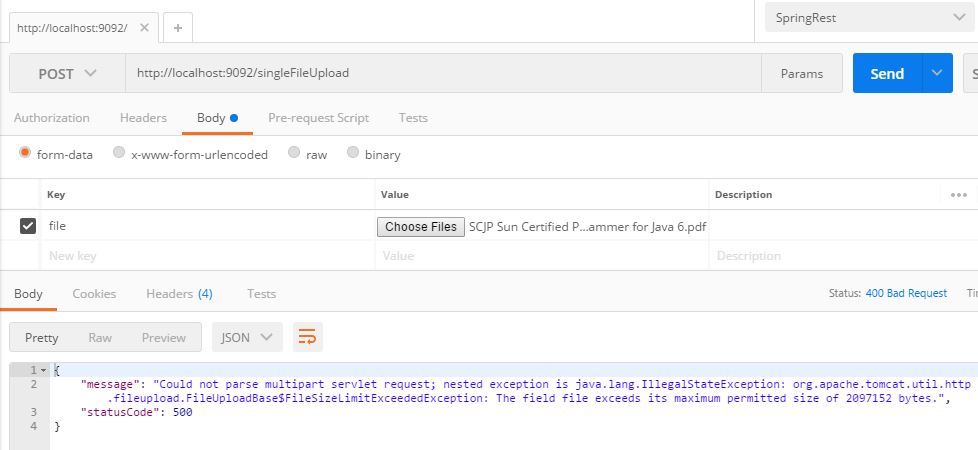 SpringRest
http://localhost:9092/
POST http://localhost:9092/singleFileUpload Params Send S
Authorization Headers Body Pre-request Script Tests
form-data x-www-form-urlencoded raw binary
Key Value Description
file Choose Files SCJP Sun Certified P...ammer for Java 6.pdf
New key Value Description
Body Cookies Headers (4) Tests Status: 400 Bad Request Ti
Pretty Raw Preview JSON
1 {
2 "message": "Could not parse multipart servlet request; nested exception is java.lang.IllegalStateException: org.apache.tomcat.util.http
.fileupload.FileUploadBase$FileSizeLimitExceededException: The field file exceeds its maximum permitted size of 2097152 bytes.",
3 "statusCode": 500
4 }